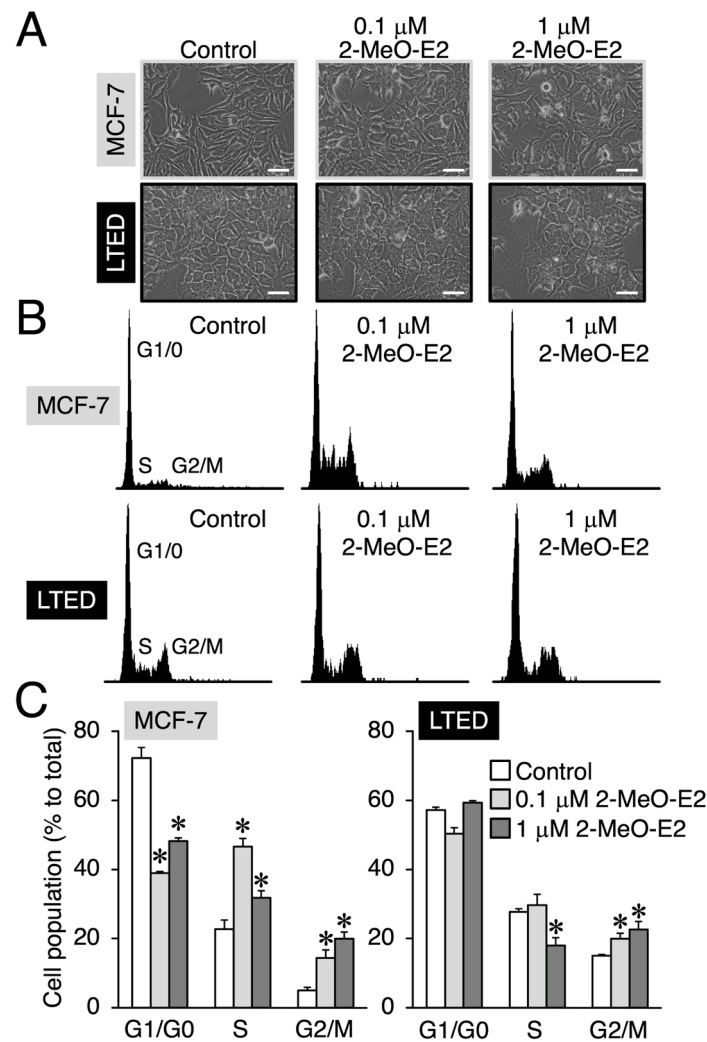 A
Control
0.1 μM
2-MeO-E2
1 μM
2-MeO-E2
MCF-7
LTED
B
Control
0.1 μM
2-MeO-E2
1 μM
2-MeO-E2
G1/0
MCF-7
S
G2/M
Control
0.1 μM
2-MeO-E2
1 μM
2-MeO-E2
G1/0
LTED
S
G2/M
C
MCF-7
LTED
Cell population (% to total)
80
60
40
20
0
* * * * * *
G1/G0
S
G2/M
80
60
40
20
0
Control
0.1 μM 2-MeO-E2
1 μM 2-MeO-E2
* * *
G1/G0
S
G2/M